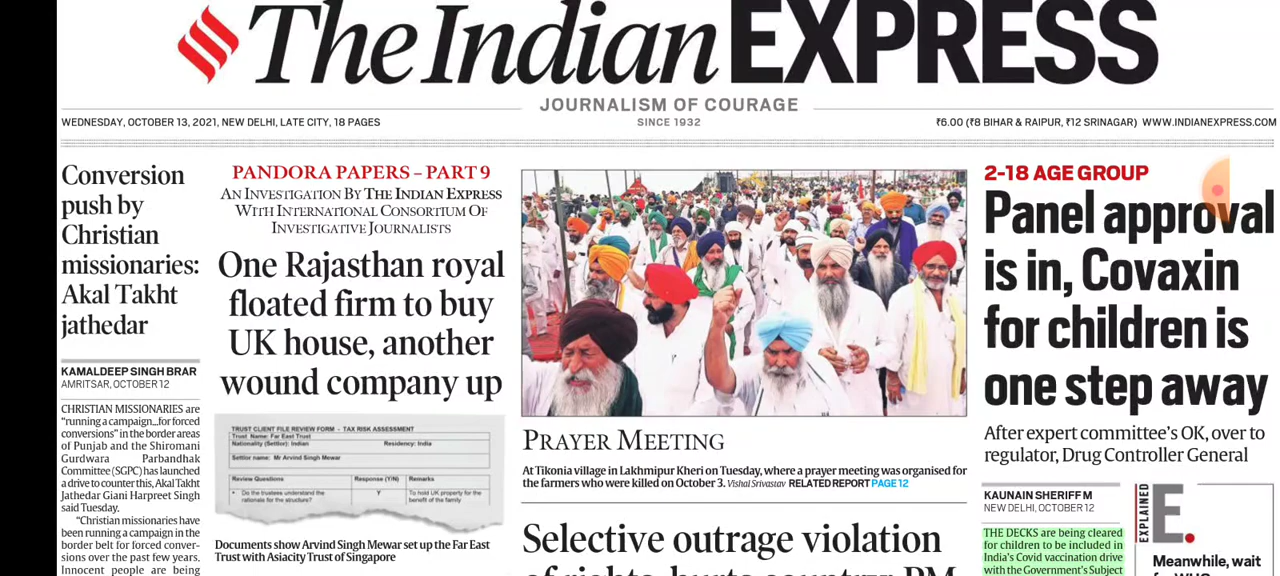 The Indian EXPRESS
JOURNALISM OF COURAGE
SINCE 1932
WEDNESDAY, OCTOBER 13, 2021, NEW DELHI, LATE CITY, 18 PAGES
₹6.00 (₹8 BIHAR & RAIPUR, ₹12 SRINAGAR) WWW.INDIANEXPRESS.COM
Conversion
push by
Christian
missionaries:
Akal Takht
jathedar
KAMALDEEP SINGH BRAR
AMRITSAR, OCTOBER 12
CHRISTIAN MISSIONARIES are
"running a campaign...for forced
conversions" in the border areas
of Punjab and the Shiromani
Gurdwara Parbandhak
Committee (SGPC) has launched
a drive to counter this, Akal Takht
Jathedar Giani Harpreet Singh
said Tuesday.
"Christian missionaries have
been running a campaign in the
border belt for forced conver-
sions over the past few years.
Innocent people are being
PANDORA PAPERS – PART 9
AN INVESTIGATION BY THE INDIAN EXPRESS
WITH INTERNATIONAL CONSORTIUM OF
INVESTIGATIVE JOURNALISTS
One Rajasthan royal
floated firm to buy
UK house, another
wound company up
TRUST CLIENT FILE REVIEW FORM - TAX RISK ASSESSMENT
Trust Name: Far East Trust
Nationality (Settlor): Indian Residency: India
Settlor name: Mr Arvind Singh Mewar
Review Questions Response (Y/N) Remarks
• Do the trustees understand the Y To hold UK property for the
rationale for the structure? benefit of the family
Documents show Arvind Singh Mewar set up the Far East
Trust with Asiacity Trust of Singapore
PRAYER MEETING
At Tikonia village in Lakhmipur Kheri on Tuesday, where a prayer meeting was organised for
the farmers who were killed on October 3. Vishal Srivastav RELATED REPORT PAGE 12
Selective outrage violation
of rights, hurts country: PM
2-18 AGE GROUP
Panel approval
is in, Covaxin
for children is
one step away
After expert committee's OK, over to
regulator, Drug Controller General
KAUNAIN SHERIFF M
NEW DELHI, OCTOBER 12
THE DECKS are being cleared
for children to be included in
India's Covid vaccination drive
with the Government's Subject
EXPLAINED
E.
Meanwhile, wait